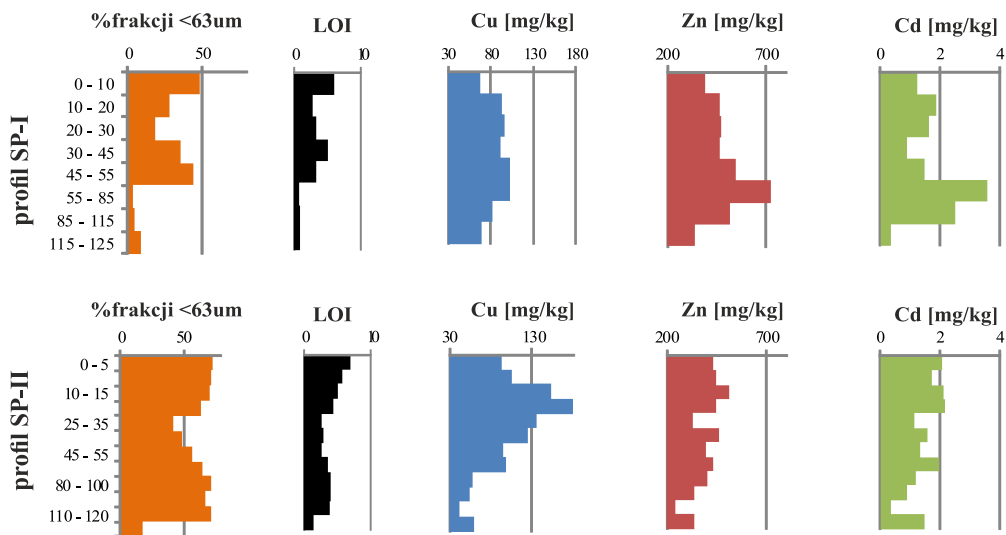 %frakcji <63um LOI Cu [mg/kg] Zn [mg/kg] Cd [mg/kg]
0 50 0 10 30 80 130 180 200 700 0 2 4
profil SP-I
0 - 10
10 - 20
20 - 30
30 - 45
45 - 55
55 - 85
85 - 115
115 - 125
%frakcji <63um LOI Cu [mg/kg] Zn [mg/kg] Cd [mg/kg]
0 50 0 10 30 130 200 700 0 2 4
profil SP-II
0 - 5
10 - 15
25 - 35
45 - 55
80 - 100
110 - 120